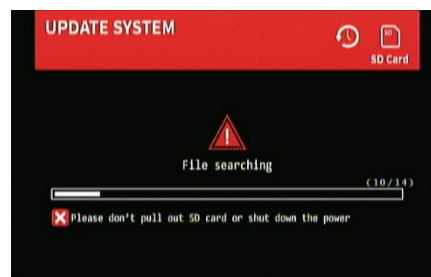 UPDATE SYSTEM
SD
SD Card
!
File searching
(10/14)
Please don't pull out SD card or shut down the power